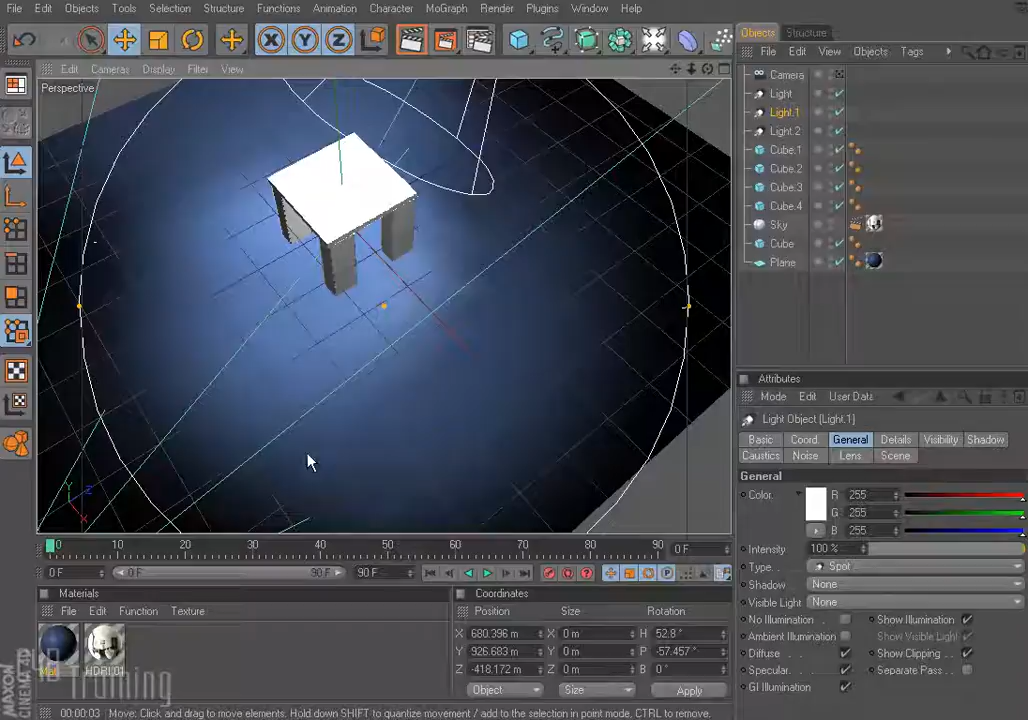 File Edit Objects Tools Selection Structure Functions Animation Character MoGraph Render Plugins Window Help
Objects Structure
File Edit View Objects Tags
Edit Cameras Display Filter View
Perspective
Camera
Light
Light.1
Light.2
Cube.1
Cube.2
Cube.3
Cube.4
Sky
Cube
Plane
Attributes
Mode Edit User Data
Light Object [Light.1]
Basic Coord. General Details Visibility Shadow
Caustics Noise Lens Scene
General
Color. R 255
G 255
B 255
Intensity 100 %
Type. Spot
Shadow None
Visible Light None
No Illumination Show Illumination
Ambient Illumination Show Visible Light
Diffuse Show Clipping
Specular. Separate Pass
GI Illumination
Y Z X
0 10 20 30 40 50 60 70 80 90 0 F
0 F 0 F 90 F 90 F
Materials
File Edit Function Texture
Mat HDRI.01
Coordinates
Position Size Rotation
X 680.396 m X 0 m H 52.8 °
Y 926.683 m Y 0 m P -57.457 °
Z -418.172 m Z 0 m B 0 °
Object Size Apply
MAXON
CINEMA 4D
Training
00:00:03 Move: Click and drag to move elements. Hold down SHIFT to quantize movement / add to the selection in point mode, CTRL to remove.